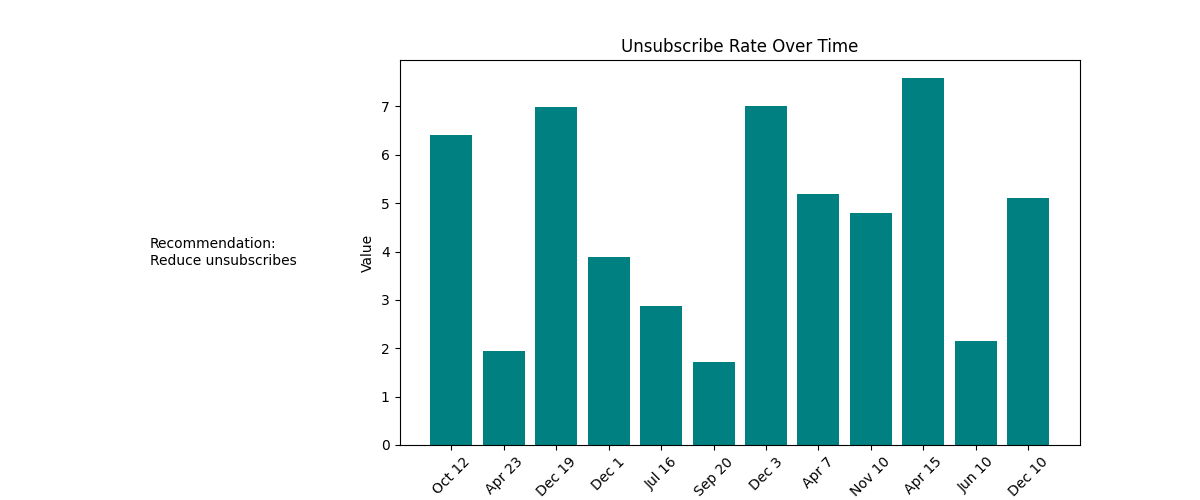 Unsubscribe Rate Over Time
Recommendation:
Reduce unsubscribes
Value
7
6
5
4
3
2
1
0
Oct 12
Apr 23
Dec 19
Dec 1
Jul 16
Sep 20
Dec 3
Apr 7
Nov 10
Apr 15
Jun 10
Dec 10